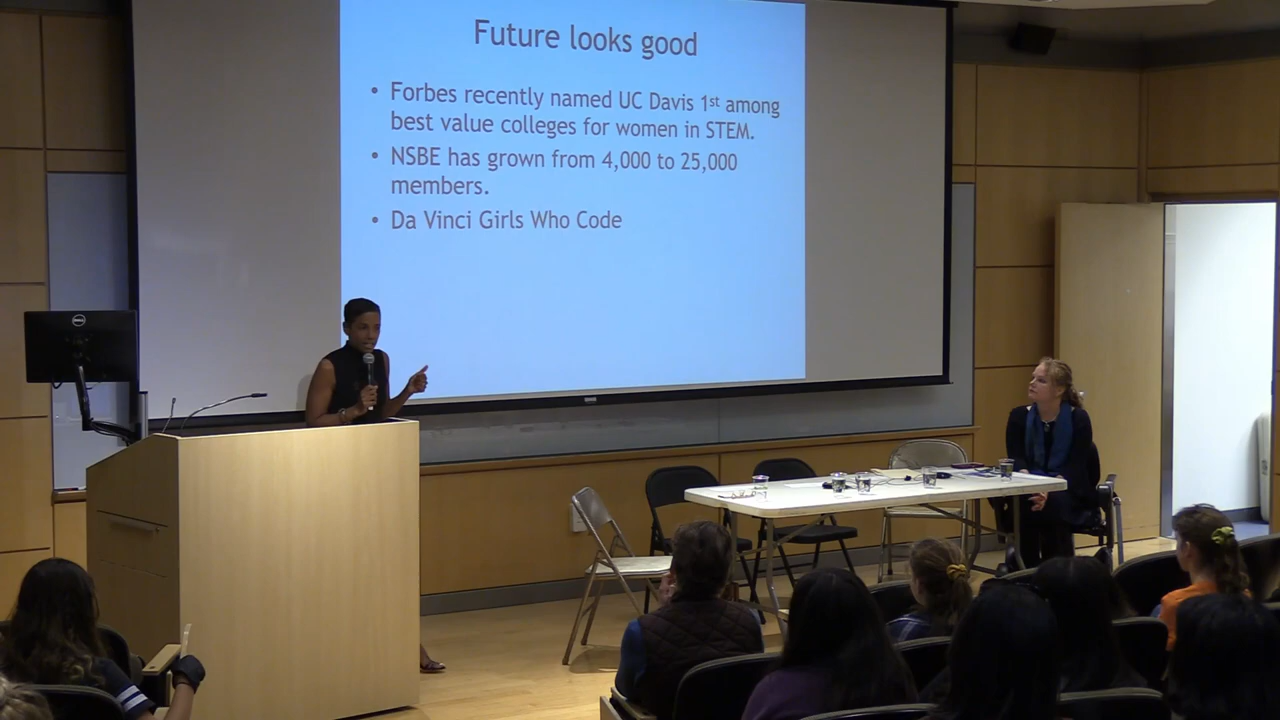 Future looks good
• Forbes recently named UC Davis 1st among
best value colleges for women in STEM.
• NSBE has grown from 4,000 to 25,000
members.
• Da Vinci Girls Who Code
DELL